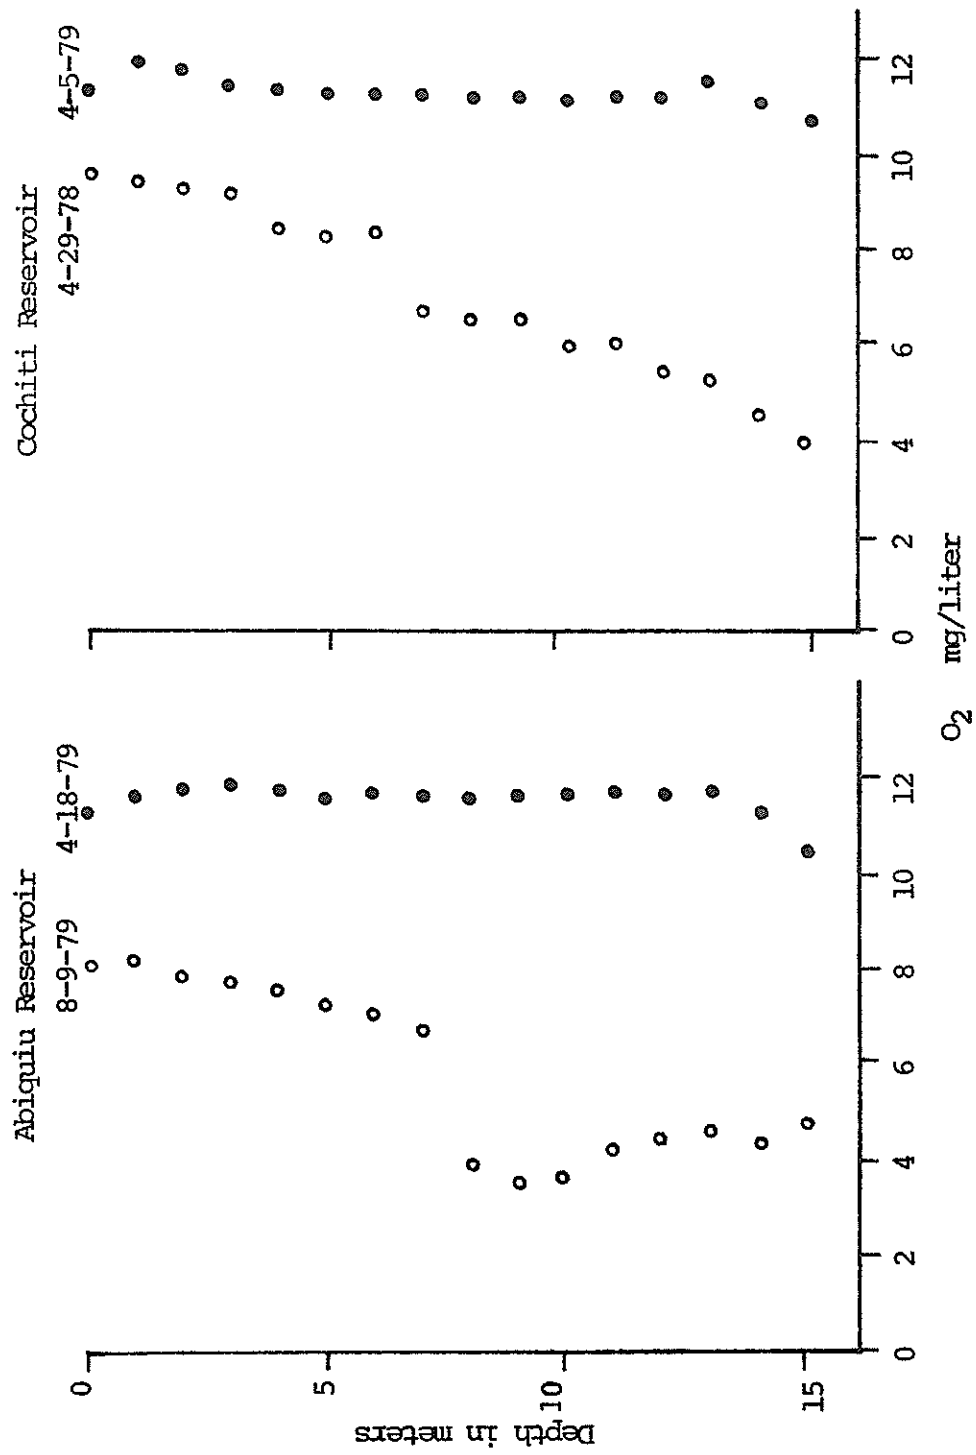 Abiquiu Reservoir
8-9-79 4-18-79
Cochiti Reservoir
4-29-78 4-5-79
Depth in meters
0
5
10
15
0 2 4 6 8 10 12
0 2 4 6 8 10 12
O₂ mg/liter